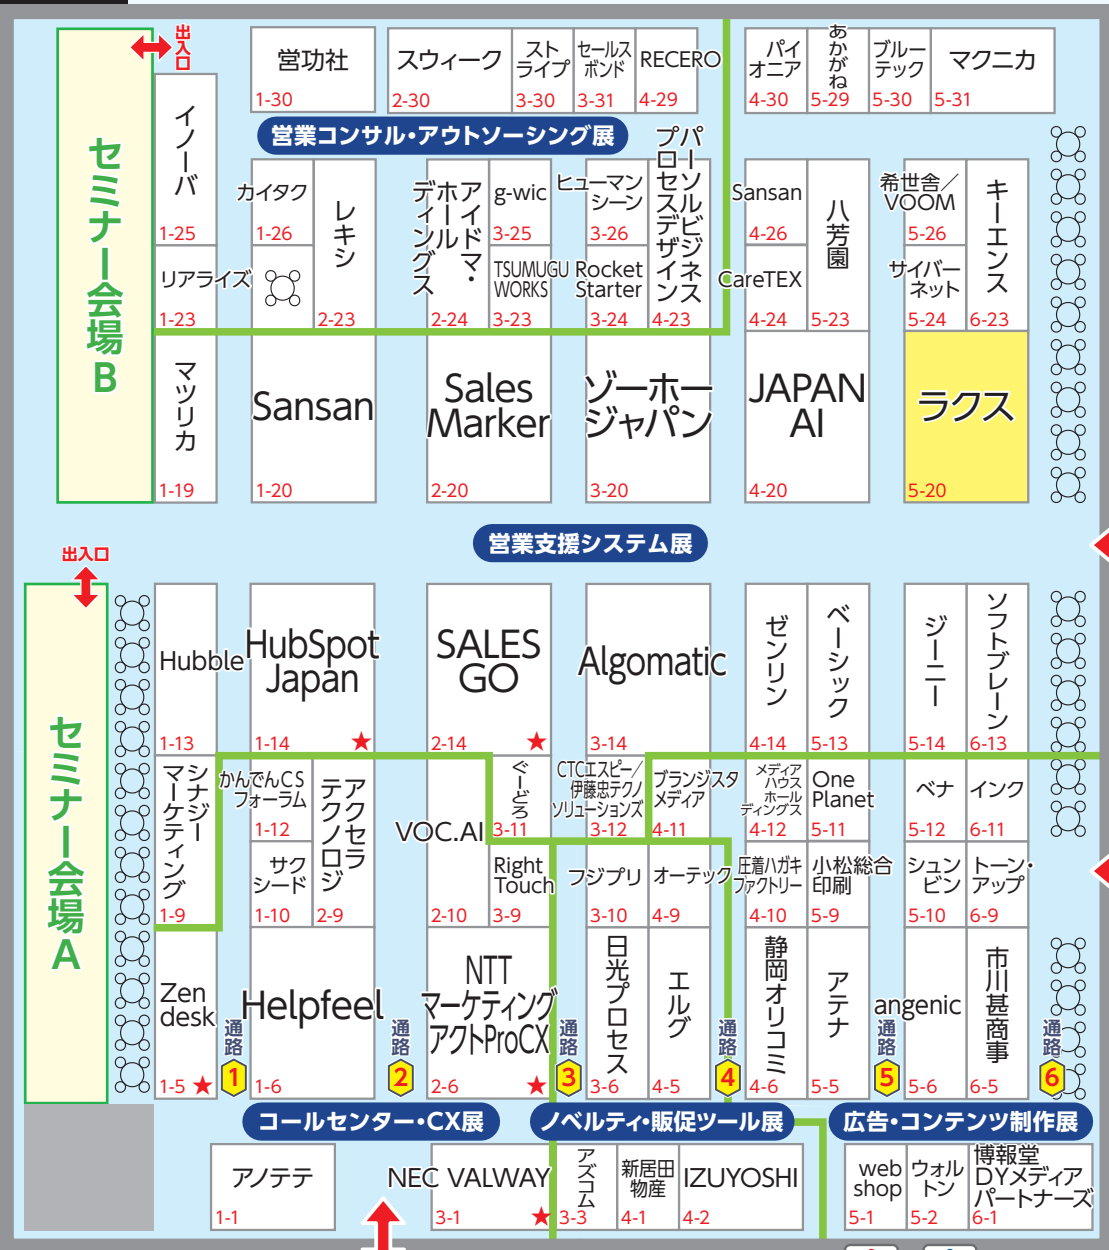 出入口
営功社
1-30
スウィーク
2-30
スト
ライプ
3-30
セールス
ボンド
3-31
RECERO
4-29
パイ
オニア
4-30
あかがね
5-29
ブルー
テック
5-30
マクニカ
5-31
セミナー会場B
イノーバ
1-25
営業コンサル・アウトソーシング展
カイタク
1-26
レキシ
2-23
アイドマ・
ホール
ディングス
2-24
g-wic
3-25
ヒューマン
シーン
3-26
パーソルビジネス
プロセスデザイン
4-23
Sansan
4-26
八芳園
5-23
希世舎/
VOOM
5-26
キーエンス
6-23
リアライズ
1-23
TSUMUGU
WORKS
3-23
Rocket
Starter
3-24
CareTEX
4-24
サイバー
ネット
5-24
マツリカ
1-19
Sansan
1-20
Sales
Marker
2-20
ゾーホー
ジャパン
3-20
JAPAN
AI
4-20
ラクス
5-20
営業支援システム展
出入口
セミナー会場A
Hubble
1-13
HubSpot
Japan
1-14 ★
SALES
GO
2-14 ★
Algomatic
3-14
ゼンリン
4-14
ベーシック
5-13
ジーニー
5-14
ソフトブレーン
6-13
シナジー
マーケティング
1-9
かんでんCS
フォーラム
1-12
アクセラ
テクノロジ
2-9
VOC.AI
2-10
ぐーどろ
3-11
CTCエスピー/
伊藤忠テクノ
ソリューションズ
3-12
ブランジスタ
メディア
4-11
メディア
ハウス
ホール
ディングス
4-12
One
Planet
5-11
ベナ
5-12
インク
6-11
サク
シード
1-10
Right
Touch
3-9
フジプリ
3-10
オーテック
4-9
圧着ハガキ
ファクトリー
4-10
小松総合
印刷
5-9
シュン
ビン
5-10
トーン・
アップ
6-9
Zen
desk
1-5 ★
Helpfeel
1-6
NTT
マーケティング
アクトProCX
2-6 ★
日光プロセス
3-6
エルグ
4-5
静岡オリコミ
4-6
アテナ
5-5
angenic
5-6
市川甚商事
6-5
通路
1
通路
2
通路
3
通路
4
通路
5
通路
6
コールセンター・CX展
ノベルティ・販促ツール展
広告・コンテンツ制作展
アノテテ
1-1
NEC VALWAY
3-1 ★
アズコム
3-3
新居田
物産
4-1
IZUYOSHI
4-2
web
shop
5-1
ウォル
トン
5-2
博報堂
DYメディア
パートナーズ
6-1